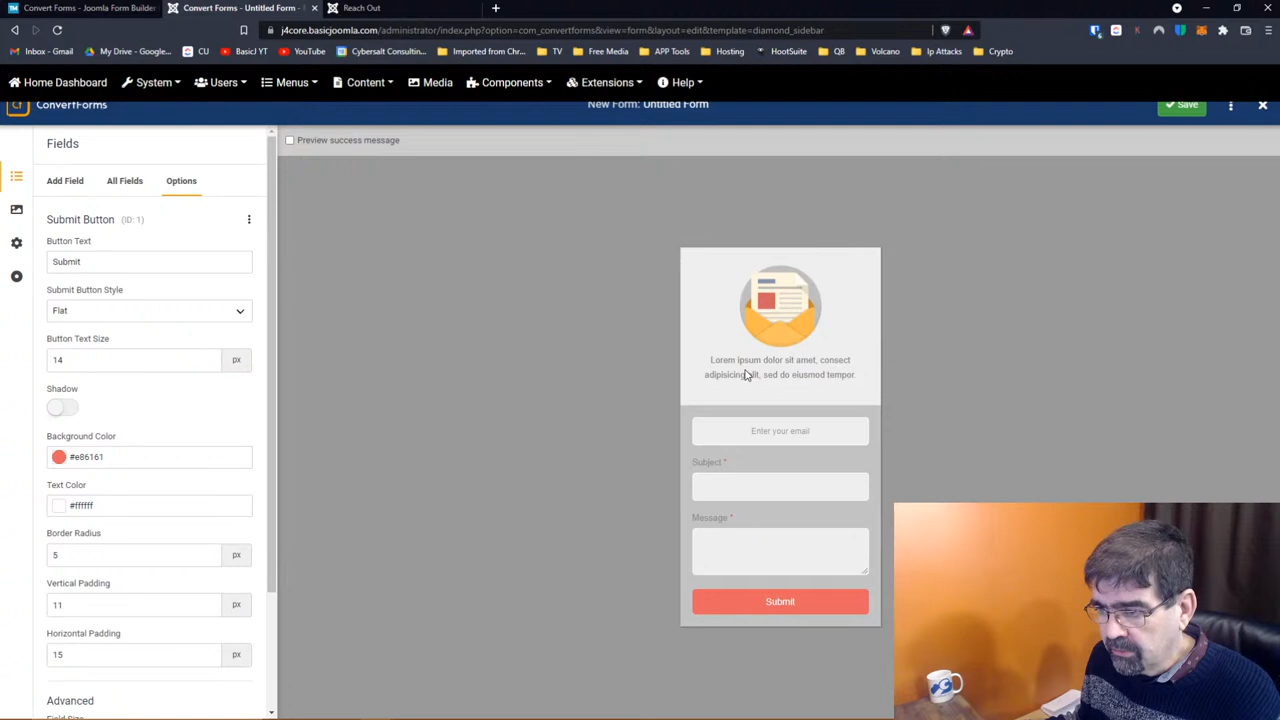 Convert Forms - Joomla Form Builder
Convert Forms - Untitled Form -
Reach Out
j4core.basicjoomla.com/administrator/index.php?option=com_convertforms&view=form&layout=edit&template=diamond_sidebar
Inbox - Gmail
My Drive - Google...
CU
BasicJ YT
YouTube
Cybersalt Consulting...
Imported from Chr...
TV
Free Media
APP Tools
Hosting
HootSuite
QB
Volcano
Ip Attacks
Crypto
Home Dashboard
System
Users
Menus
Content
Media
Components
Extensions
Help
Cf
ConvertForms
New Form: Untitled Form
Save
Fields
Preview success message
Add Field
All Fields
Options
Submit Button (ID: 1)
Button Text
Submit
Submit Button Style
Flat
Button Text Size
14 px
Shadow
Background Color
#e86161
Text Color
#ffffff
Border Radius
5 px
Vertical Padding
11 px
Horizontal Padding
15 px
Advanced
Field Size
Lorem ipsum dolor sit amet, consect
adipisicing elit, sed do eiusmod tempor.
Enter your email
Subject *
Message *
Submit